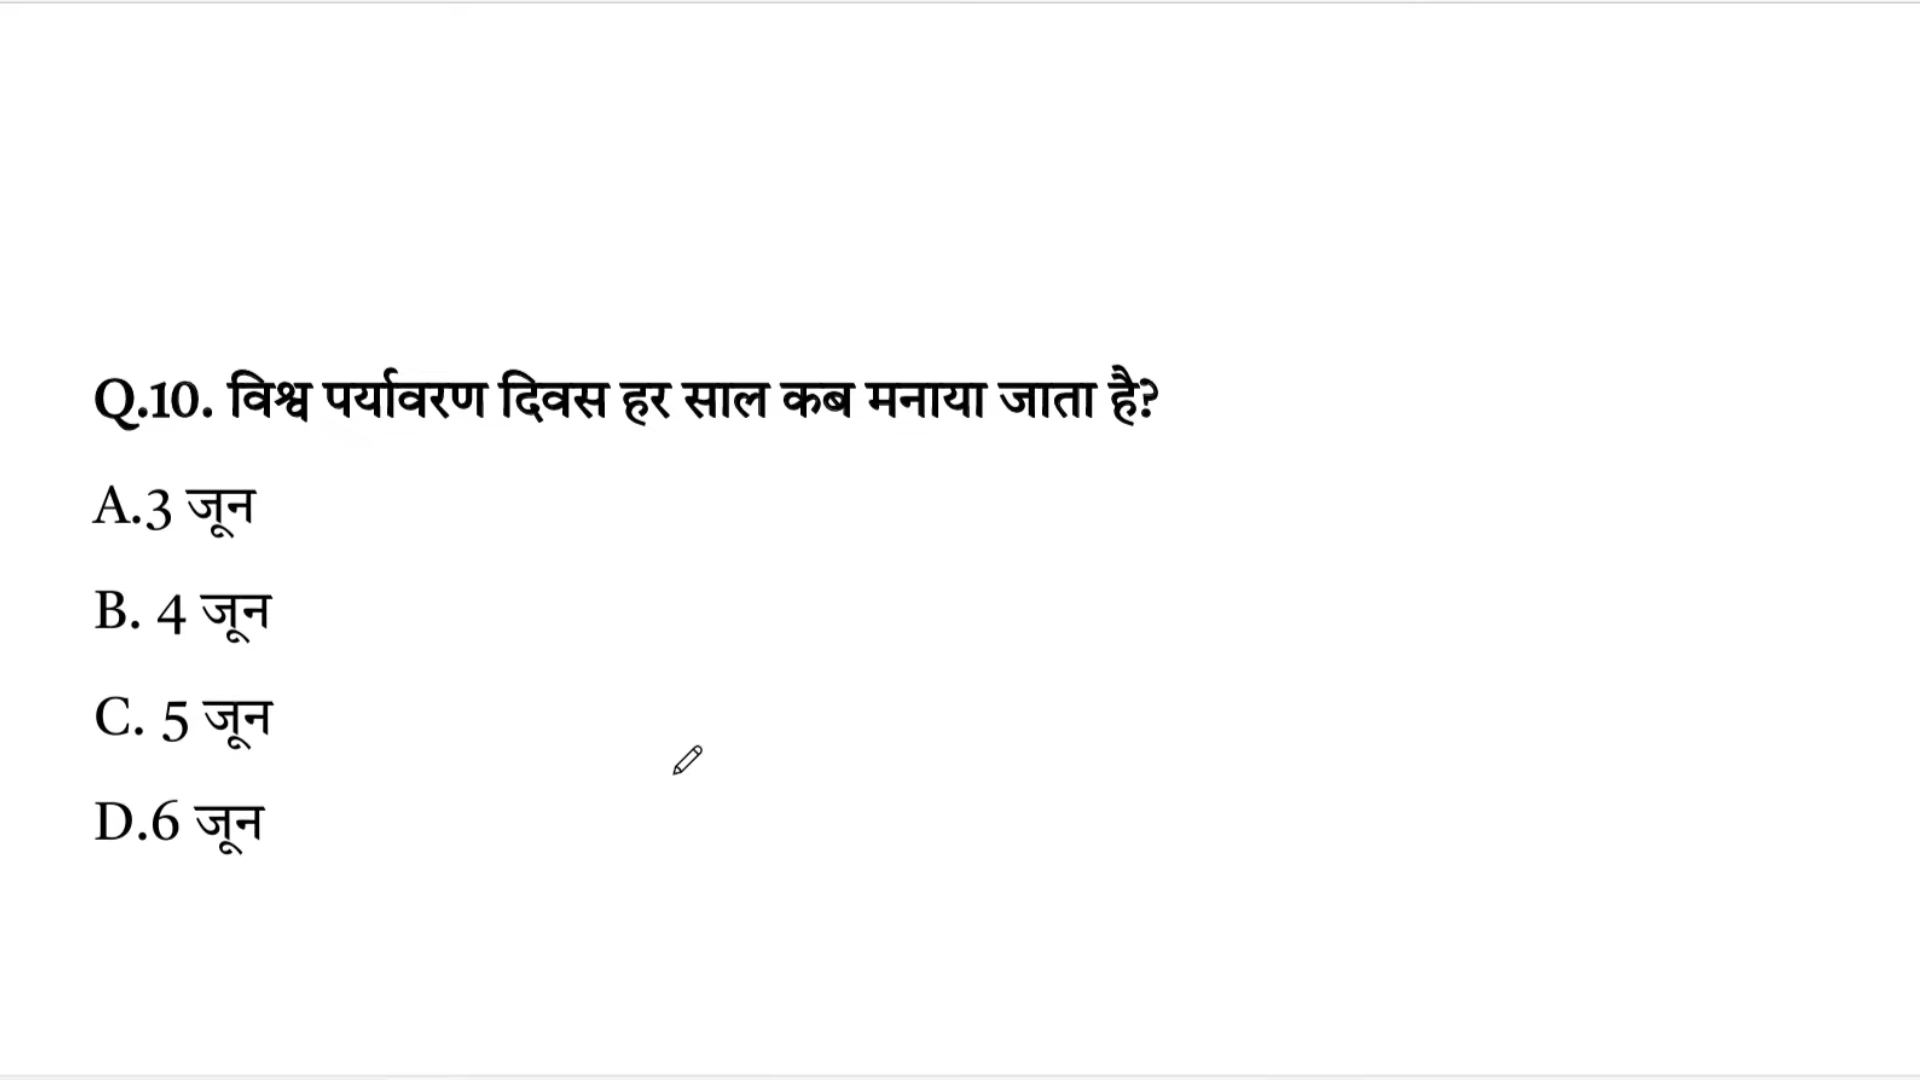 Q.10. विश्व पर्यावरण दिवस हर साल कब मनाया जाता है?
A.3 जून
B. 4 जून
C. 5 जून
D.6 जून